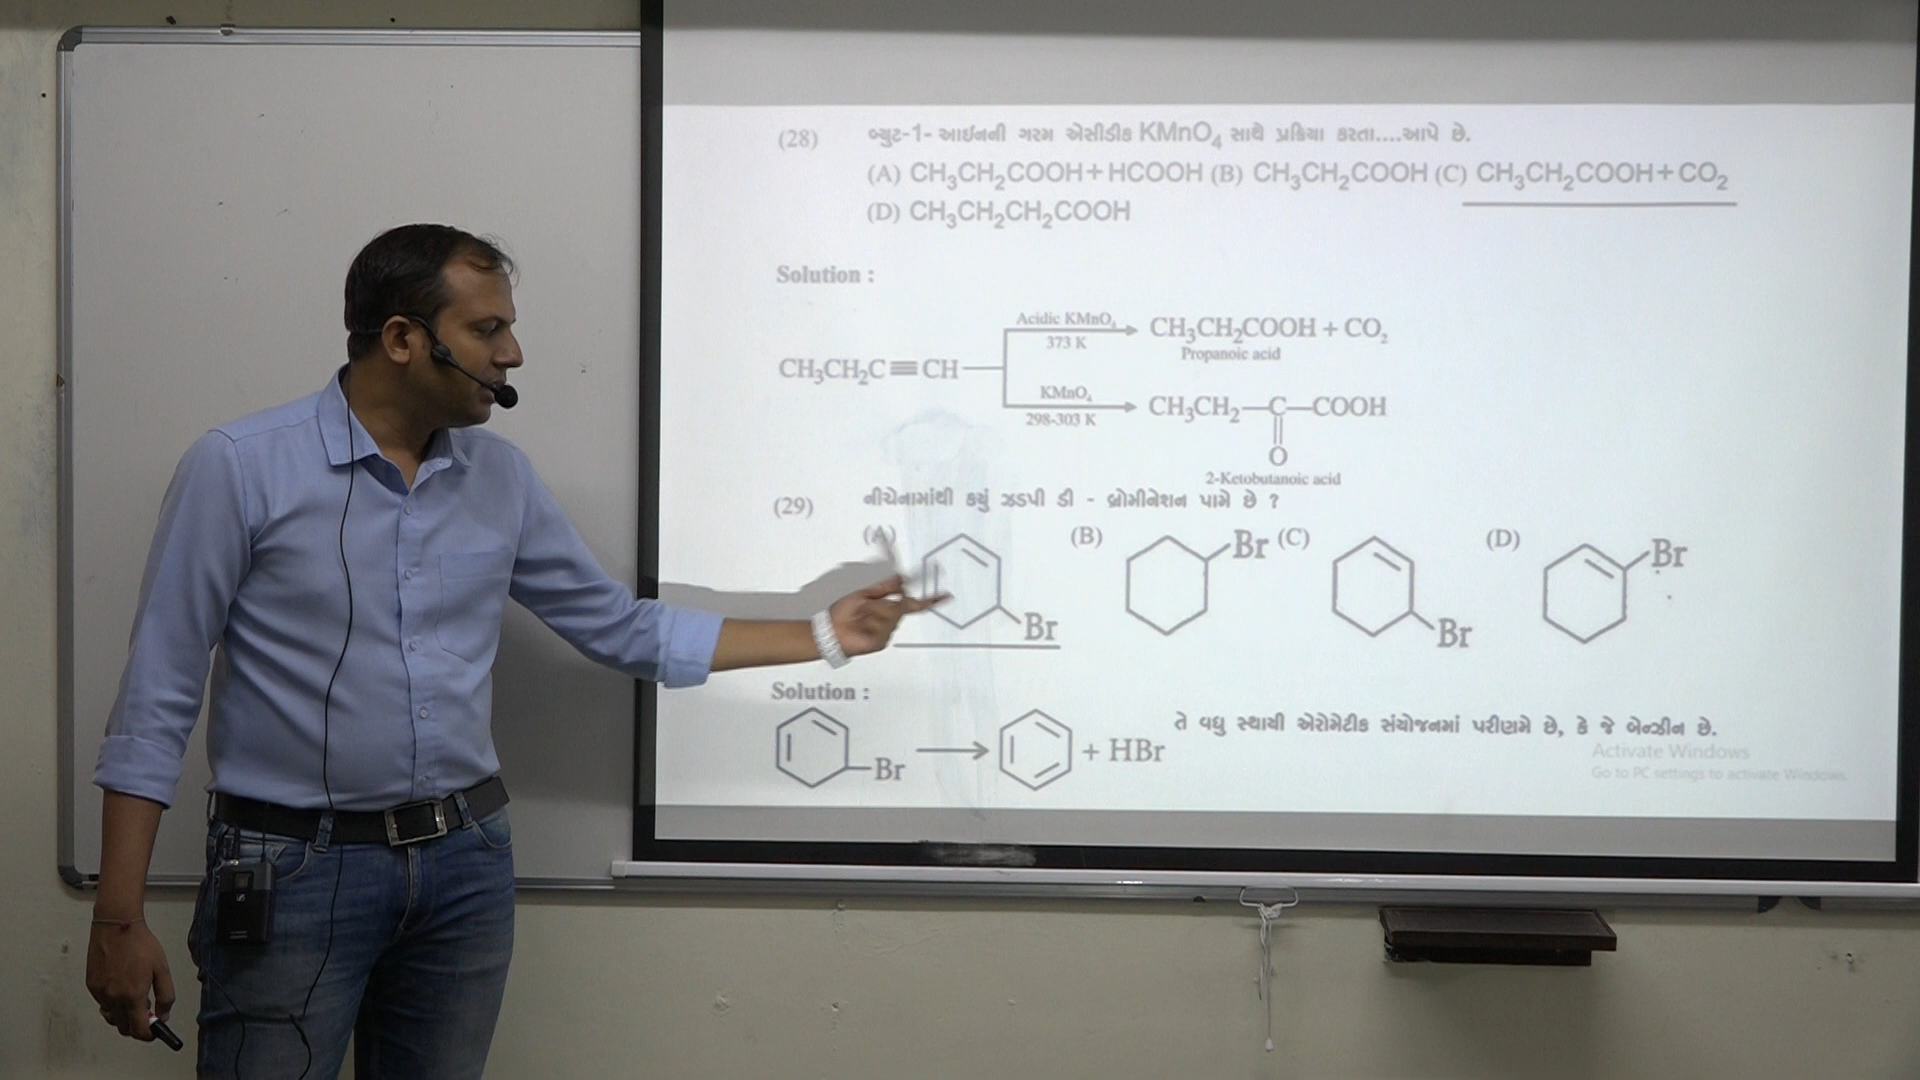 (28) બ્યુટ-1- આઈનની ગરમ એસીડીક KMnO₄ સાથે પ્રક્રિયા કરતા....આપે છે.
(A) CH₃CH₂COOH+HCOOH (B) CH₃CH₂COOH (C) CH₃CH₂COOH+CO₂
(D) CH₃CH₂CH₂COOH
Solution :
Acidic KMnO₄
373 K
CH₃CH₂COOH + CO₂
Propanoic acid
CH₃CH₂C≡CH
KMnO₄
298-303 K
CH₃CH₂—C—COOH
O
2-Ketobutanoic acid
(29) નીચેનામાંથી કયું ઝડપી ડી - બ્રોમીનેશન પામે છે ?
(A) Br (B) Br (C) Br (D) Br
Solution :
Br → + HBr તે વધુ સ્થાયી એરોમેટીક સંયોજનમાં પરીણમે છે, કે જે બેન્ઝીન છે.
Activate Windows
Go to PC settings to activate Windows.